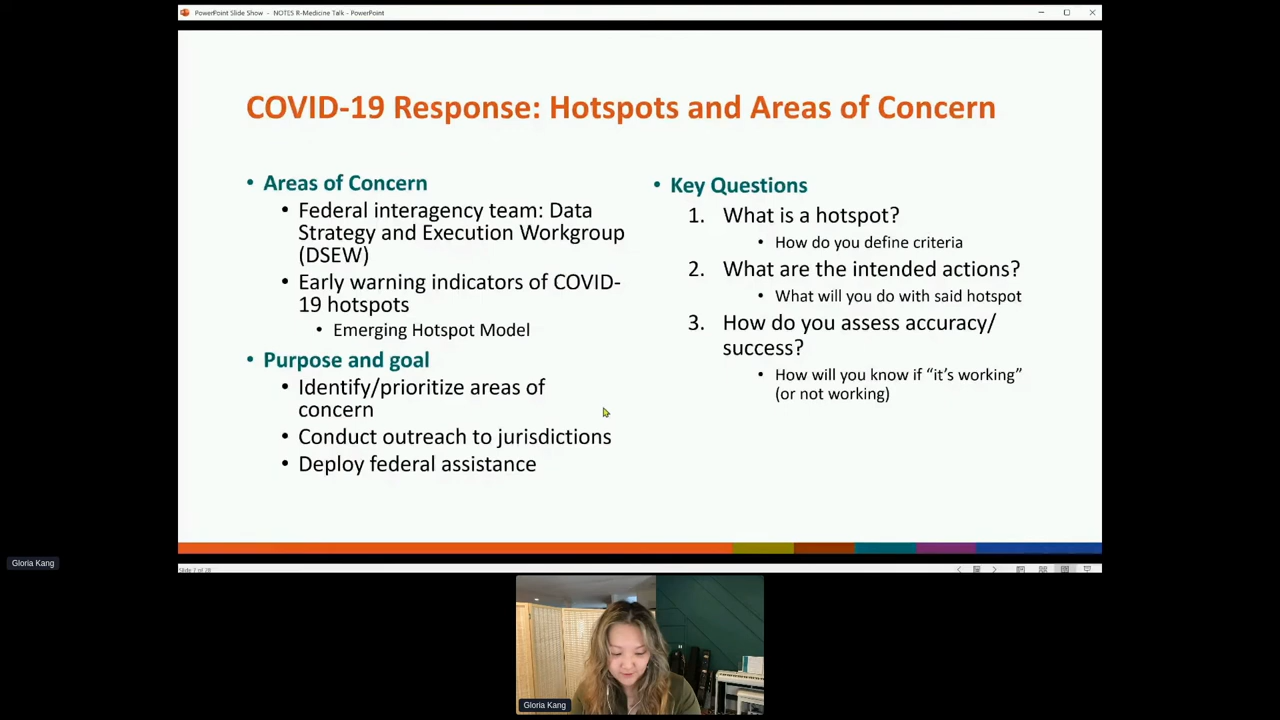 PowerPoint Slide Show - NOTES R-Medicine Talk - PowerPoint
COVID-19 Response: Hotspots and Areas of Concern
• Areas of Concern
• Federal interagency team: Data
Strategy and Execution Workgroup
(DSEW)
• Early warning indicators of COVID-
19 hotspots
• Emerging Hotspot Model
• Purpose and goal
• Identify/prioritize areas of
concern
• Conduct outreach to jurisdictions
• Deploy federal assistance
• Key Questions
1. What is a hotspot?
• How do you define criteria
2. What are the intended actions?
• What will you do with said hotspot
3. How do you assess accuracy/
success?
• How will you know if “it’s working”
(or not working)
Slide 7 of 28
Gloria Kang
Gloria Kang